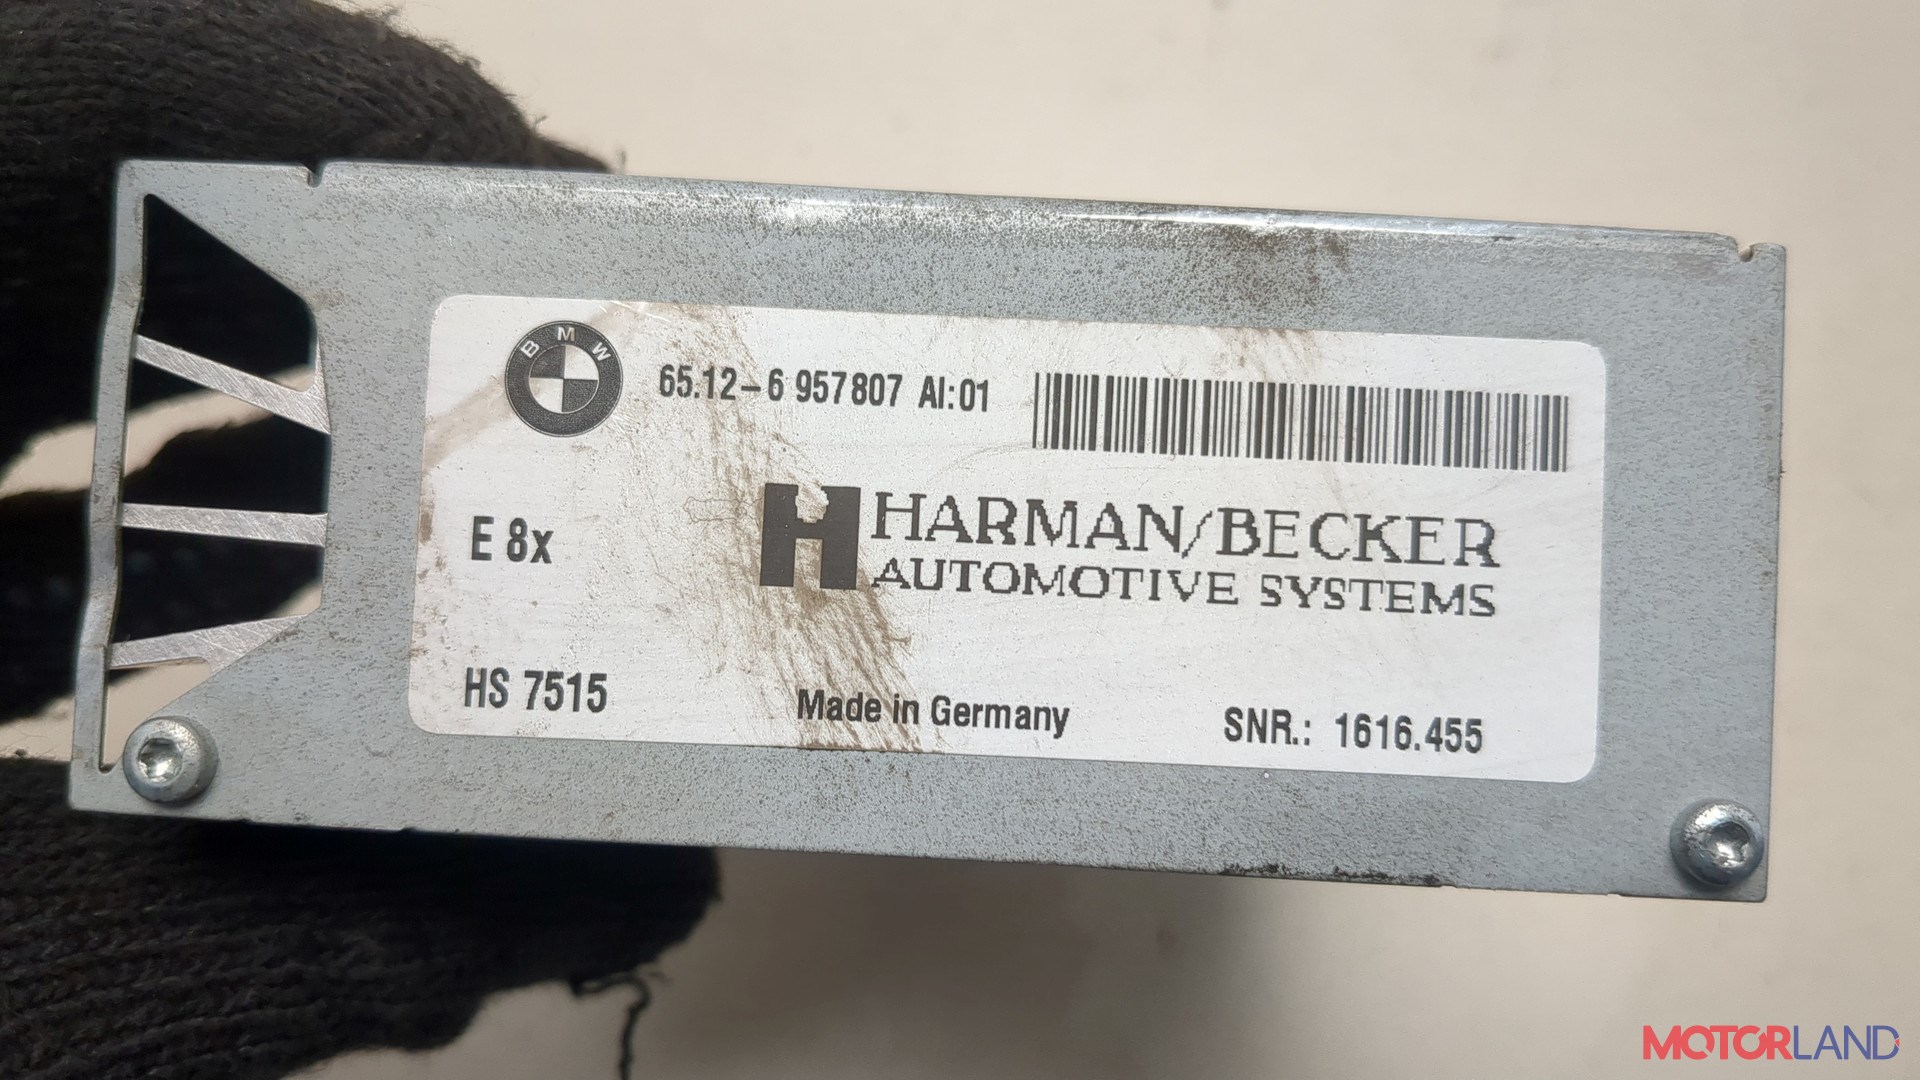 BMW
65.12-6 957807 AI:01
E 8x
H HARMAN/BECKER
AUTOMOTIVE SYSTEMS
HS 7515
Made in Germany
SNR.: 1616.455
MOTORLAND